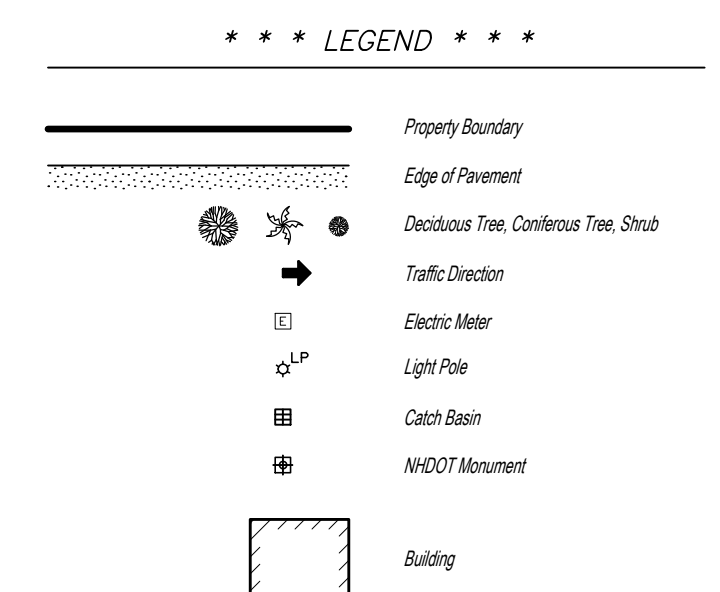 * * * LEGEND * * *
Property Boundary
Edge of Pavement
Deciduous Tree, Coniferous Tree, Shrub
Traffic Direction
E Electric Meter
LP Light Pole
Catch Basin
NHDOT Monument
Building